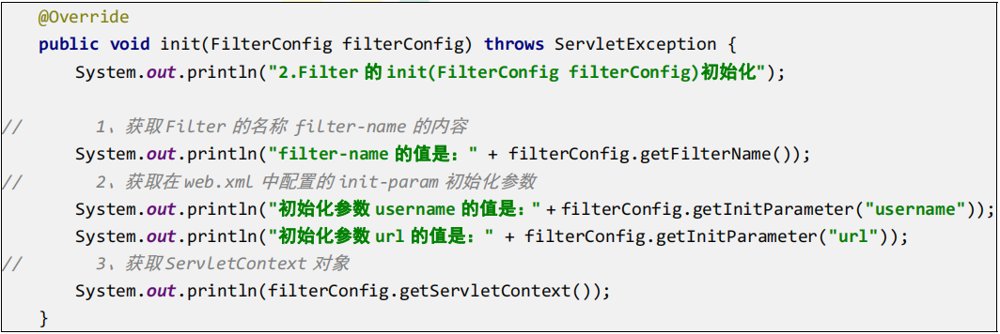 @Override
public void init(FilterConfig filterConfig) throws ServletException {
System.out.println("2.Filter 的 init(FilterConfig filterConfig)初始化");
// 1、获取 Filter 的名称 filter-name 的内容
System.out.println("filter-name 的值是：" + filterConfig.getFilterName());
// 2、获取在 web.xml 中配置的 init-param 初始化参数
System.out.println("初始化参数 username 的值是：" + filterConfig.getInitParameter("username"));
System.out.println("初始化参数 url 的值是：" + filterConfig.getInitParameter("url"));
// 3、获取 ServletContext 对象
System.out.println(filterConfig.getServletContext());
}